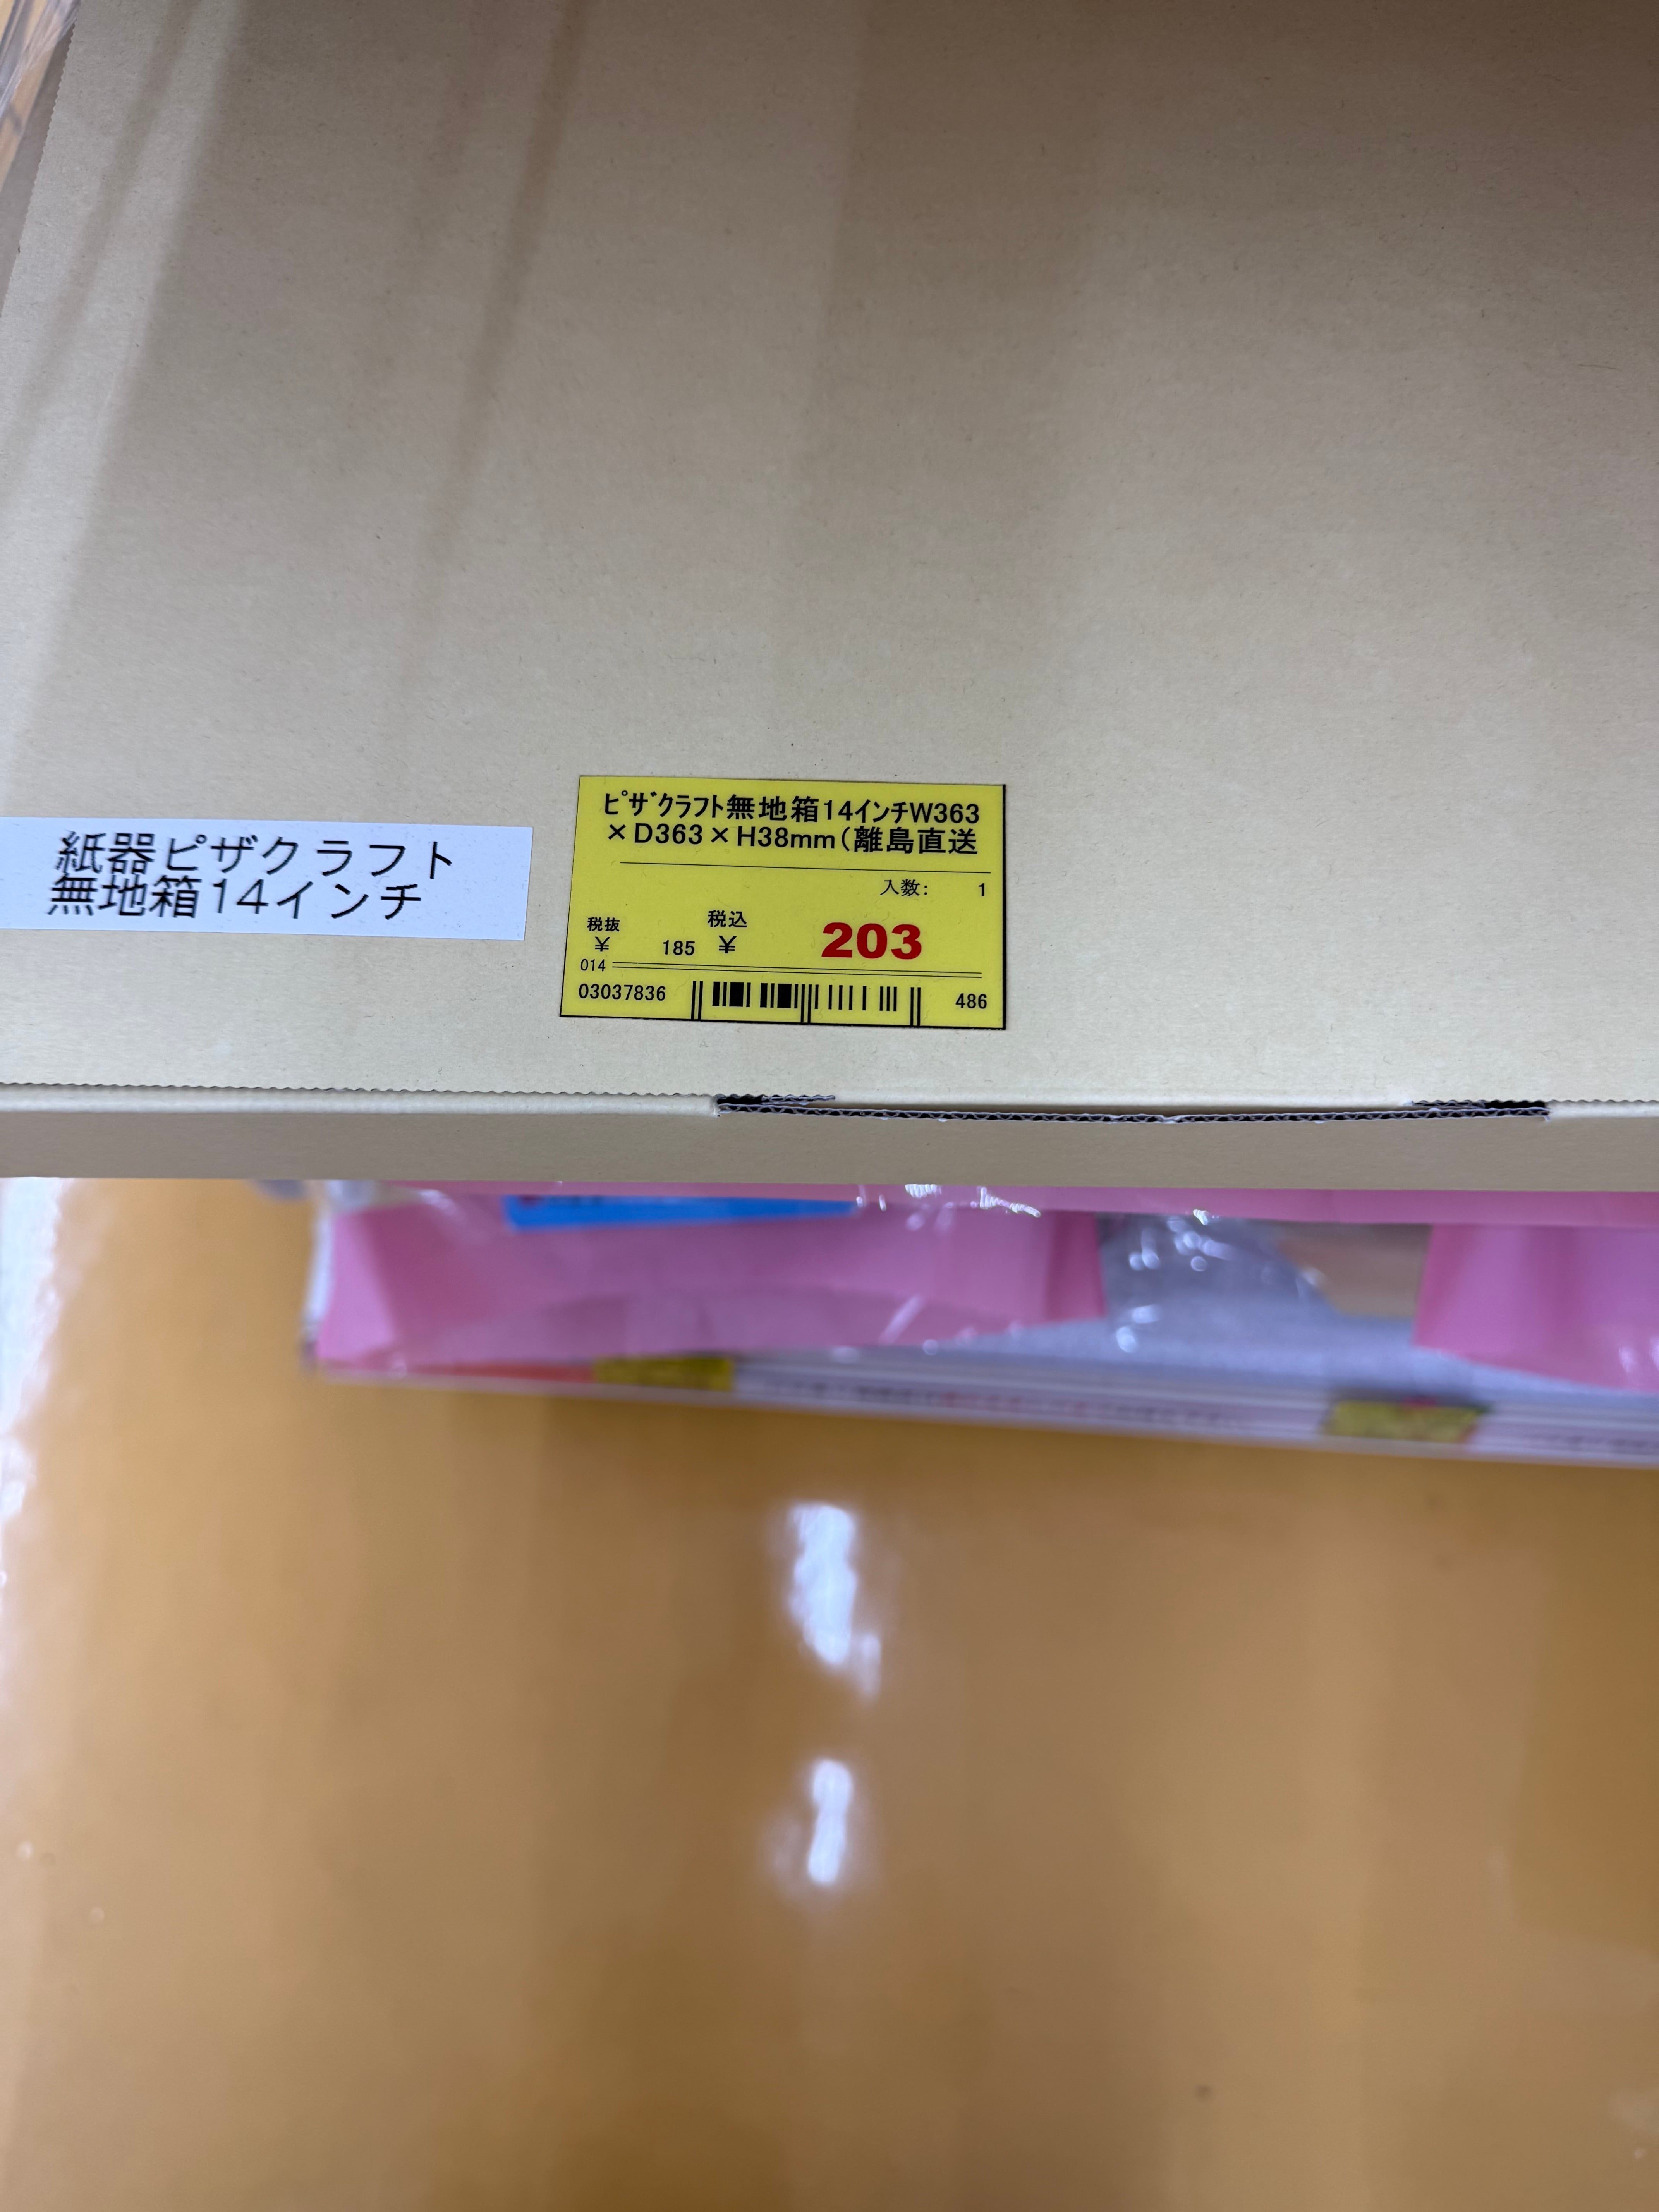 紙器ピザクラフト
無地箱14インチ
ﾋﾟｻﾞｸﾗﾌﾄ無地箱14ｲﾝﾁW363
×D363×H38mm(離島直送
入数: 1
税抜 税込
¥ 185 ¥ 203
014
03037836 486